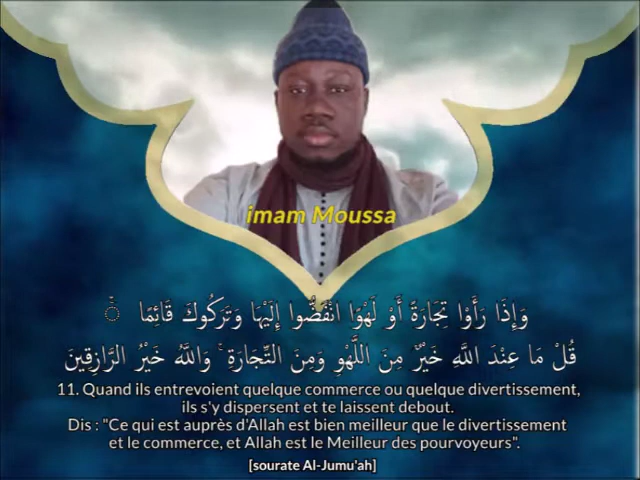 imam Moussa
وَإِذَا رَأَوْا تِجَارَةً أَوْ لَهْوًا انْفَضُّوا إِلَيْهَا وَتَرَكُوكَ قَائِمًا ۚ
قُلْ مَا عِنْدَ اللَّهِ خَيْرٌ مِنَ اللَّهْوِ وَمِنَ التِّجَارَةِ ۚ وَاللَّهُ خَيْرُ الرَّازِقِينَ
11. Quand ils entrevoient quelque commerce ou quelque divertissement,
ils s'y dispersent et te laissent debout.
Dis : "Ce qui est auprès d'Allah est bien meilleur que le divertissement
et le commerce, et Allah est le Meilleur des pourvoyeurs".
[sourate Al-Jumu'ah]